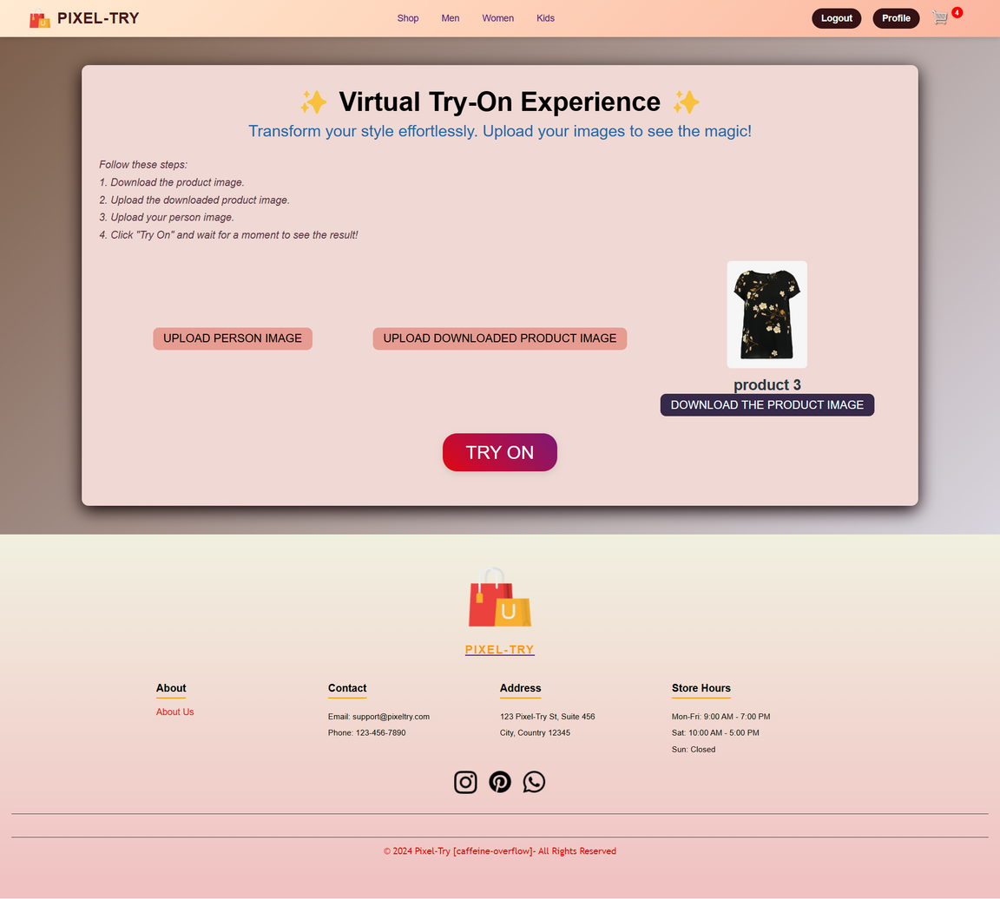 PIXEL-TRY
Shop
Men
Women
Kids
Logout
Profile
4
✨ Virtual Try-On Experience ✨
Transform your style effortlessly. Upload your images to see the magic!
Follow these steps:
1. Download the product image.
2. Upload the downloaded product image.
3. Upload your person image.
4. Click "Try On" and wait for a moment to see the result!
UPLOAD PERSON IMAGE
UPLOAD DOWNLOADED PRODUCT IMAGE
product 3
DOWNLOAD THE PRODUCT IMAGE
TRY ON
U
PIXEL-TRY
About
About Us
Contact
Email: support@pixeltry.com
Phone: 123-456-7890
Address
123 Pixel-Try St, Suite 456
City, Country 12345
Store Hours
Mon-Fri: 9:00 AM - 7:00 PM
Sat: 10:00 AM - 5:00 PM
Sun: Closed
© 2024 Pixel-Try [caffeine-overflow]- All Rights Reserved